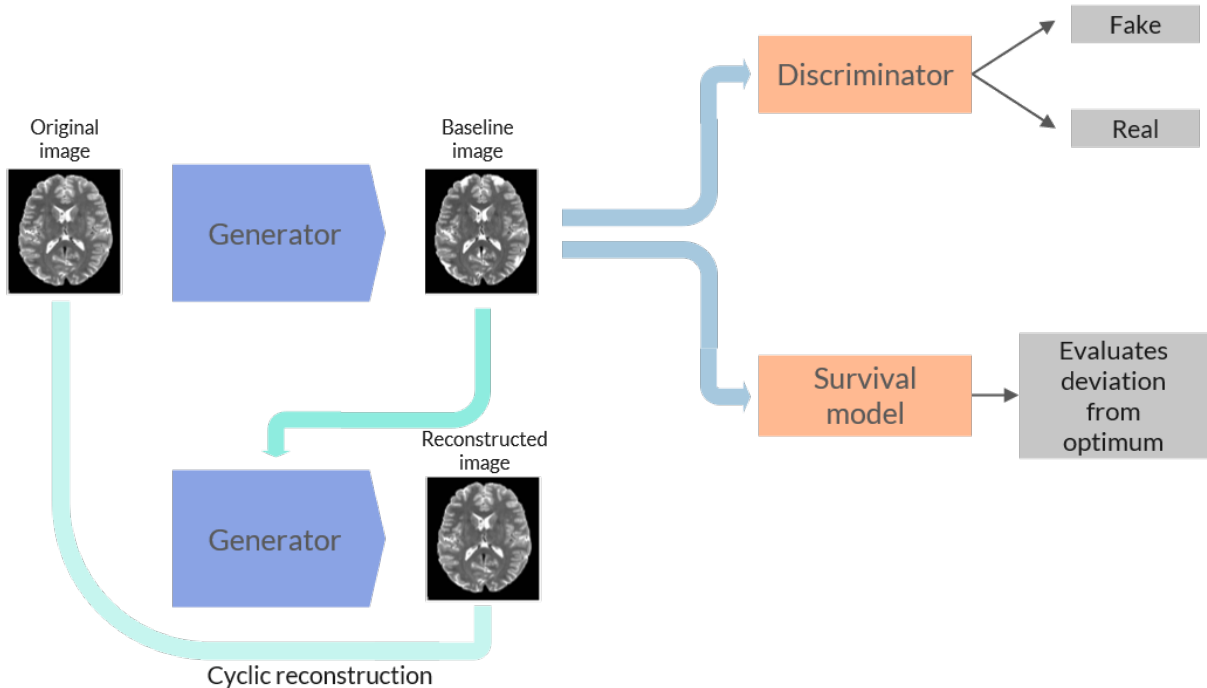 Fake
Discriminator
Real
Original
image
Baseline
image
Generator
Survival
model
Evaluates
deviation
from
optimum
Reconstructed
image
Generator
Cyclic reconstruction